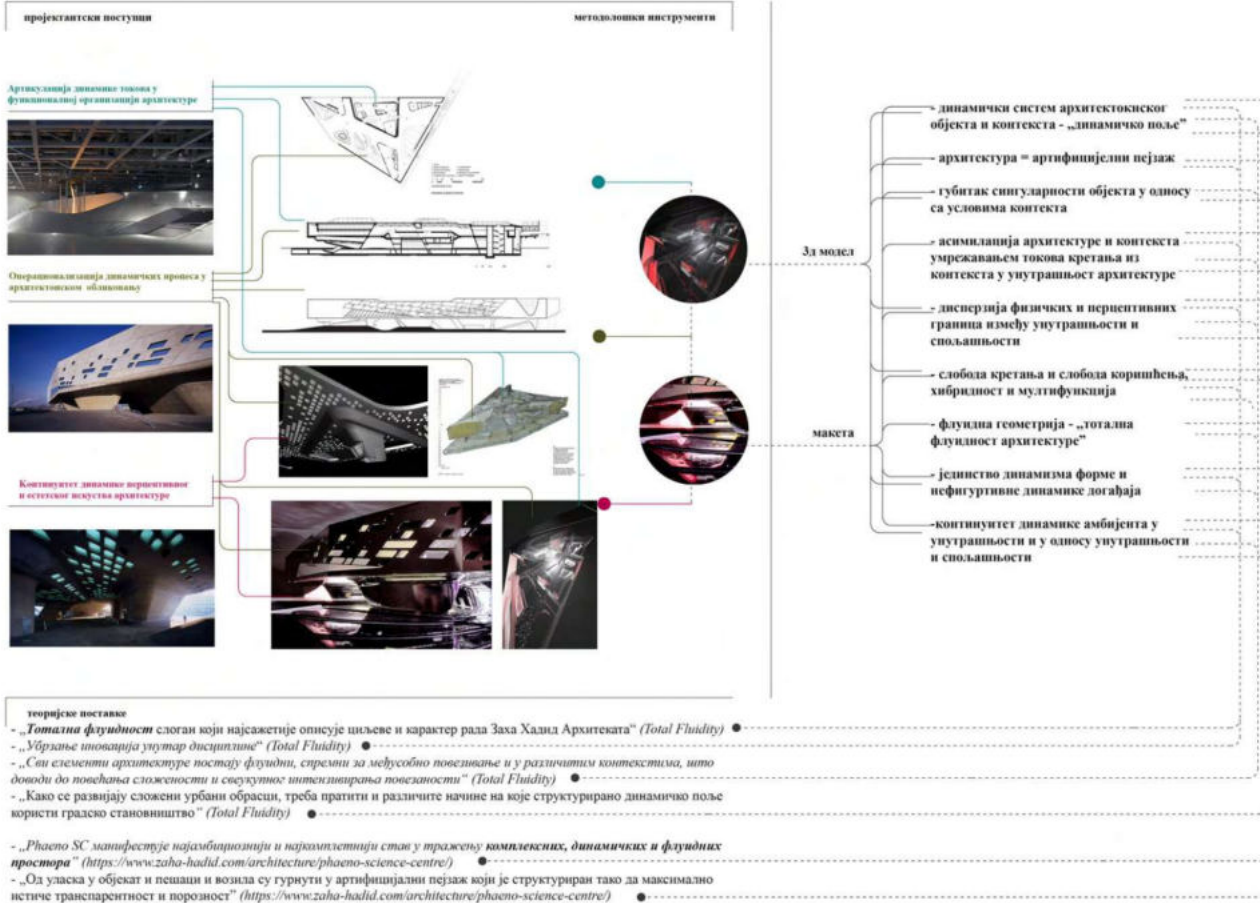 пројектантски поступци
методолошки инструменти
Артикулација динамике токова у
функционалној организацији архитектуре
Операционализација динамичких процеса у
архитектонском обликовању
Континуитет динамике перцептивног
и естетског искуства архитектуре
3д модел
макета
- динамички систем архитектокнског
објекта и контекста - „динамичко поље”
- архитектура = артифицијелни пејзаж
- губитак сингуларности објекта у односу
са условима контекста
- асимилација архитектуре и контекста
умрежавањем токова кретања из
контекста у унутрашњост архитектуре
- дисперзија физичких и перцептивних
граница између унутрашњости и
спољашњости
- слобода кретања и слобода коришћења,
хибридност и мултифункција
- флуидна геометрија - „тотална
флуидност архитектуре”
- јединство динамизма форме и
нефигуртивне динамике догађаја
-континуитет динамике амбијента у
унутрашњости и у односу унутрашњости
и спољашњости
теоријске поставке
- „Тотална флуидност слоган који најсажетије описује циљеве и карактер рада Заха Хадид Архитеката“ (Total Fluidity)
- „Убрзање иновација унутар дисциплине“ (Total Fluidity)
- „Сви елементи архитектуре постају флуидни, спремни за међусобно повезивање и у различитим контекстима, што
доводи до повећања сложености и свеукупног интензивирања повезаности“ (Total Fluidity)
- „Како се развијају сложени урбани обрасци, треба пратити и различите начине на које структурирано динамичко поље
користи градско становништво“ (Total Fluidity)
- „Phaeno SC манифестује најамбициознији и најкомплетнији став у тражењу комплексних, динамичких и флуидних
простора” (https://www.zaha-hadid.com/architecture/phaeno-science-centre/)
- „Од уласка у објекат и пешаци и возила су гурнути у артифицијални пејзаж који је структуриран тако да максимално
истиче транспарентност и порозност” (https://www.zaha-hadid.com/architecture/phaeno-science-centre/)